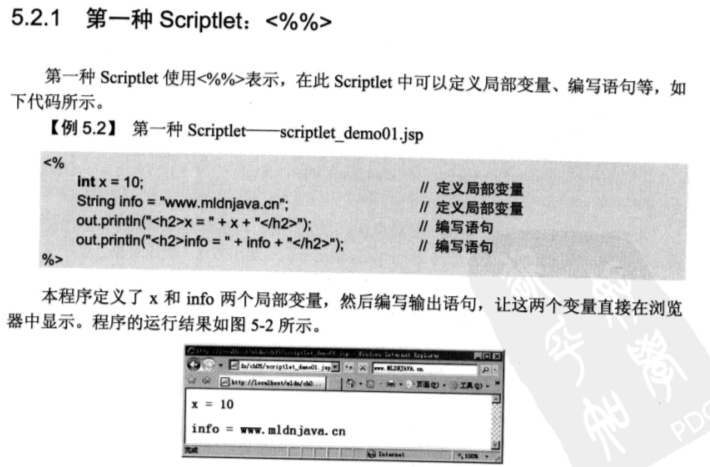 5.2.1 第一种 Scriptlet：<%%>
第一种 Scriptlet 使用<%%>表示，在此 Scriptlet 中可以定义局部变量、编写语句等，如
下代码所示。
【例 5.2】 第一种 Scriptlet——scriptlet_demo01.jsp
<%
int x = 10; // 定义局部变量
String info = "www.mldnjava.cn"; // 定义局部变量
out.println("<h2>x = " + x + "</h2>"); // 编写语句
out.println("<h2>info = " + info + "</h2>"); // 编写语句
%>
本程序定义了 x 和 info 两个局部变量，然后编写输出语句，让这两个变量直接在浏览
器中显示。程序的运行结果如图 5-2 所示。
Windows Internet Explorer
ln/ch05/scriptlet_demo01.jsp www.MLDNJAVA.cn
http://localhost/mldn/ch0... 页面(P) 工具(O)
x = 10
info = www.mldnjava.cn
完成 Internet 100%
PDG